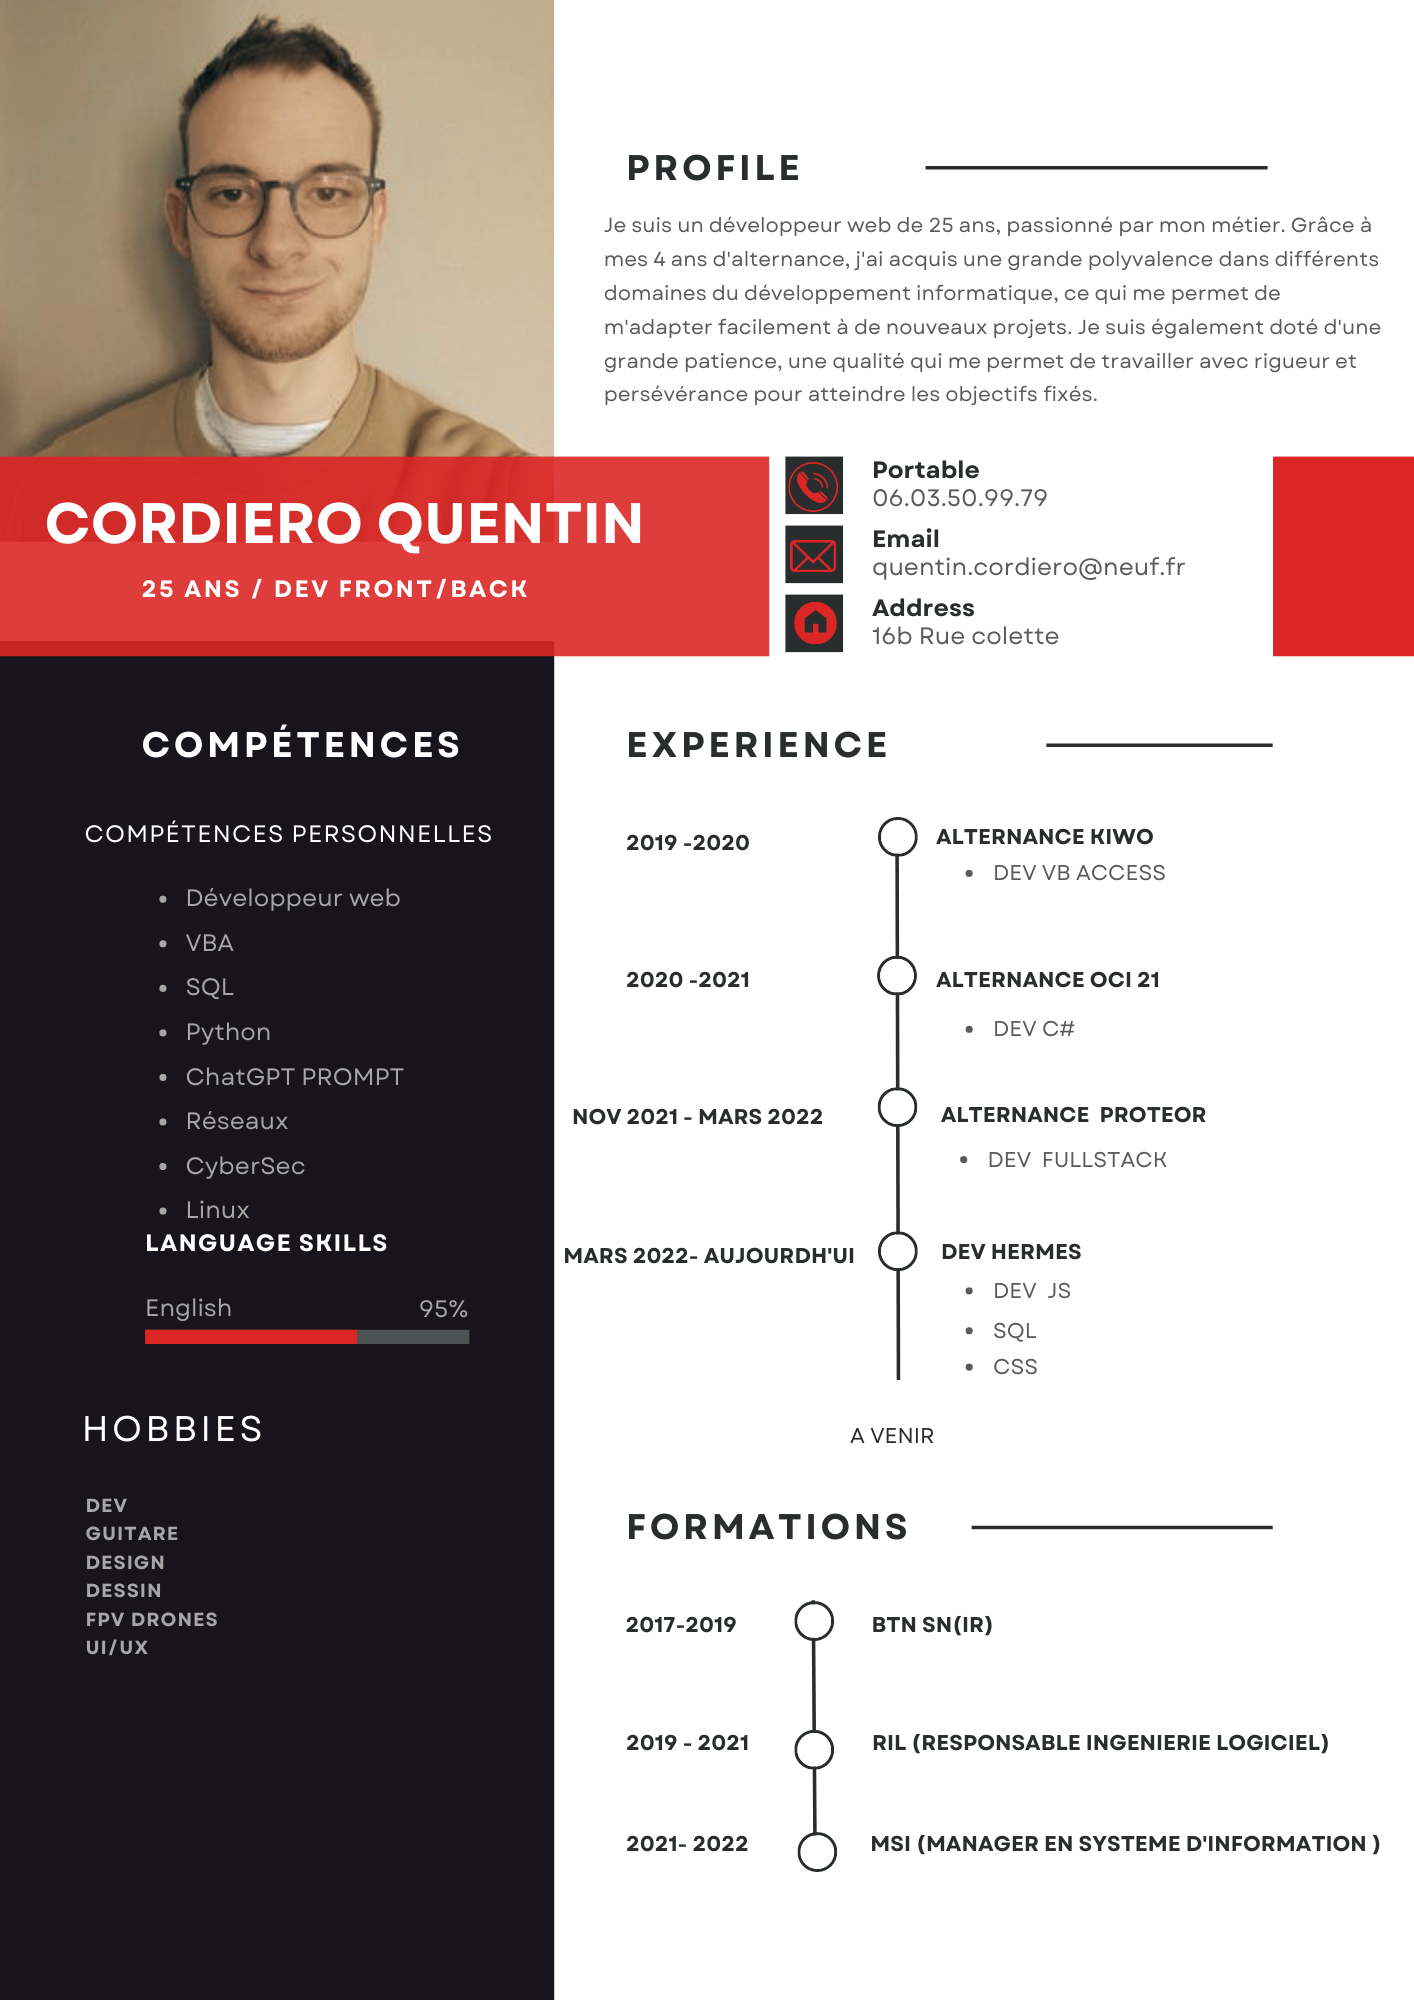 PROFILE
Je suis un développeur web de 25 ans, passionné par mon métier. Grâce à
mes 4 ans d'alternance, j'ai acquis une grande polyvalence dans différents
domaines du développement informatique, ce qui me permet de
m'adapter facilement à de nouveaux projets. Je suis également doté d'une
grande patience, une qualité qui me permet de travailler avec rigueur et
persévérance pour atteindre les objectifs fixés.
CORDIERO QUENTIN
25 ANS / DEV FRONT/BACK
Portable
06.03.50.99.79
Email
quentin.cordiero@neuf.fr
Address
16b Rue colette
COMPÉTENCES
COMPÉTENCES PERSONNELLES
• Développeur web
• VBA
• SQL
• Python
• ChatGPT PROMPT
• Réseaux
• CyberSec
• Linux
LANGUAGE SKILLS
English 95%
HOBBIES
DEV
GUITARE
DESIGN
DESSIN
FPV DRONES
UI/UX
EXPERIENCE
2019 -2020 ALTERNANCE KIWO
• DEV VB ACCESS
2020 -2021 ALTERNANCE OCI 21
• DEV C#
NOV 2021 - MARS 2022 ALTERNANCE PROTEOR
• DEV FULLSTACK
MARS 2022- AUJOURDH'UI DEV HERMES
• DEV JS
• SQL
• CSS
A VENIR
FORMATIONS
2017-2019 BTN SN(IR)
2019 - 2021 RIL (RESPONSABLE INGENIERIE LOGICIEL)
2021- 2022 MSI (MANAGER EN SYSTEME D'INFORMATION )